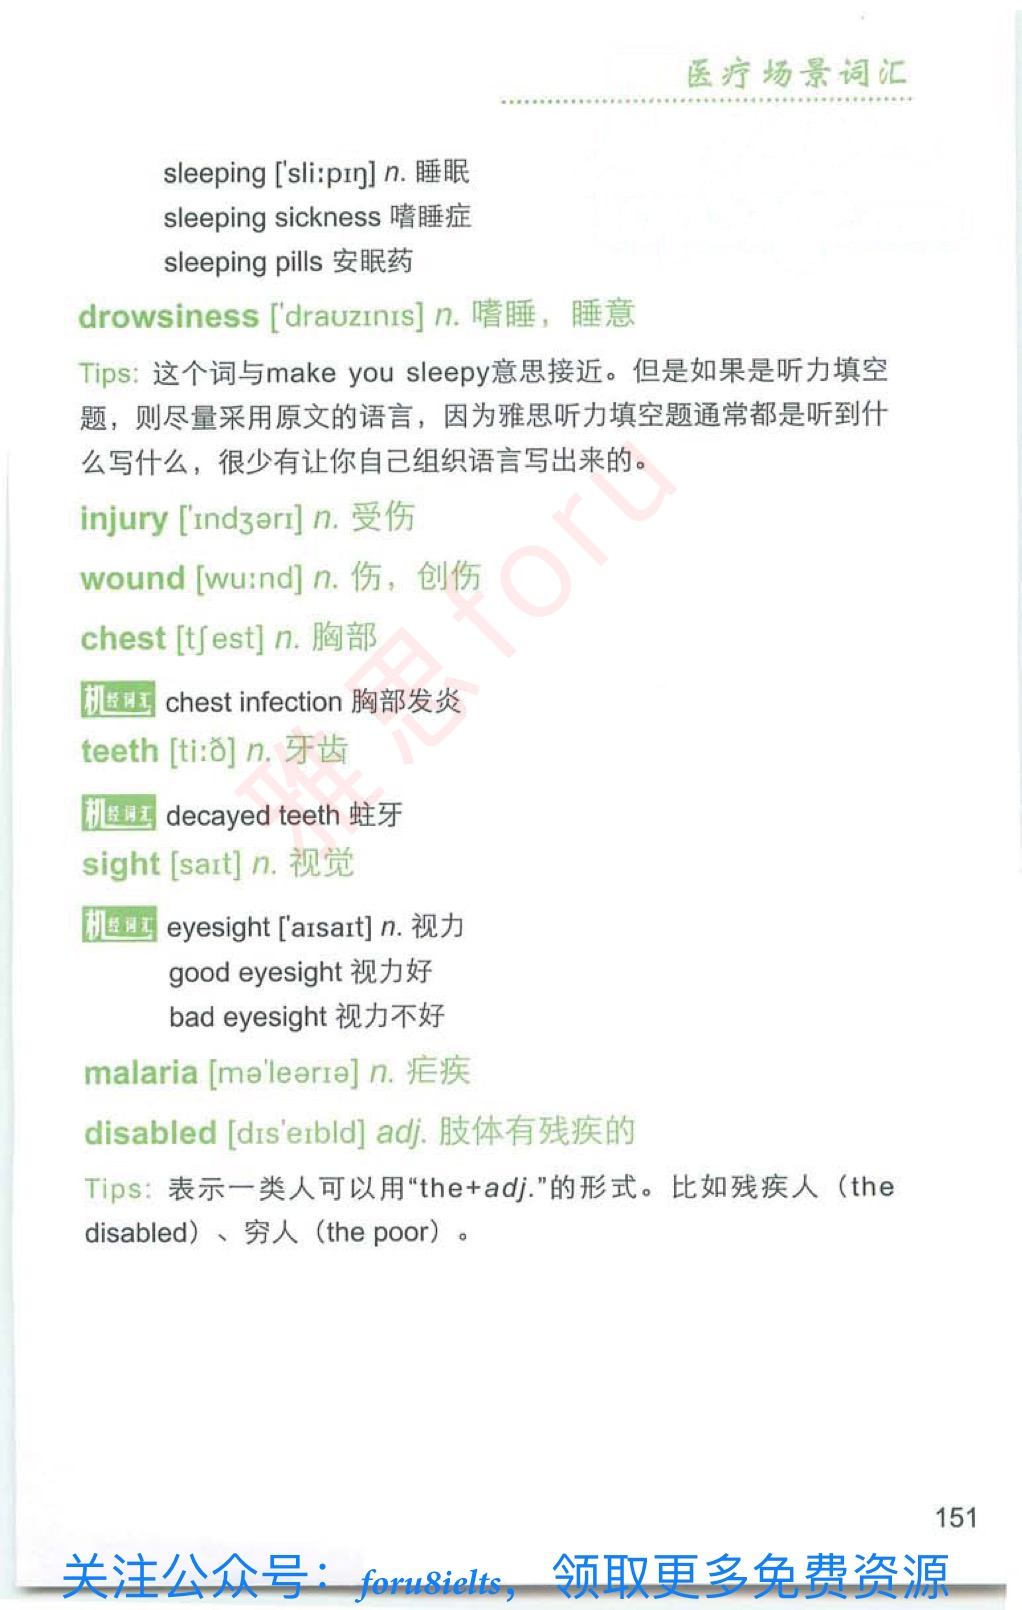 医疗场景词汇
sleeping ['sliːpɪŋ] n. 睡眠
sleeping sickness 嗜睡症
sleeping pills 安眠药
drowsiness ['draʊzɪnɪs] n. 嗜睡，睡意
Tips: 这个词与make you sleepy意思接近。但是如果是听力填空
题，则尽量采用原文的语言，因为雅思听力填空题通常都是听到什
么写什么，很少有让你自己组织语言写出来的。
injury ['ɪndʒərɪ] n. 受伤
wound [wuːnd] n. 伤，创伤
chest [tʃest] n. 胸部
机经词汇 chest infection 胸部发炎
teeth [tiːð] n. 牙齿
机经词汇 decayed teeth 蛀牙
sight [saɪt] n. 视觉
机经词汇 eyesight ['aɪsaɪt] n. 视力
good eyesight 视力好
bad eyesight 视力不好
malaria [mə'leərɪə] n. 疟疾
disabled [dɪs'eɪbld] adj. 肢体有残疾的
Tips: 表示一类人可以用“the+adj.”的形式。比如残疾人（the
disabled）、穷人（the poor）。
雅思foru
151
关注公众号：foru8ielts，领取更多免费资源